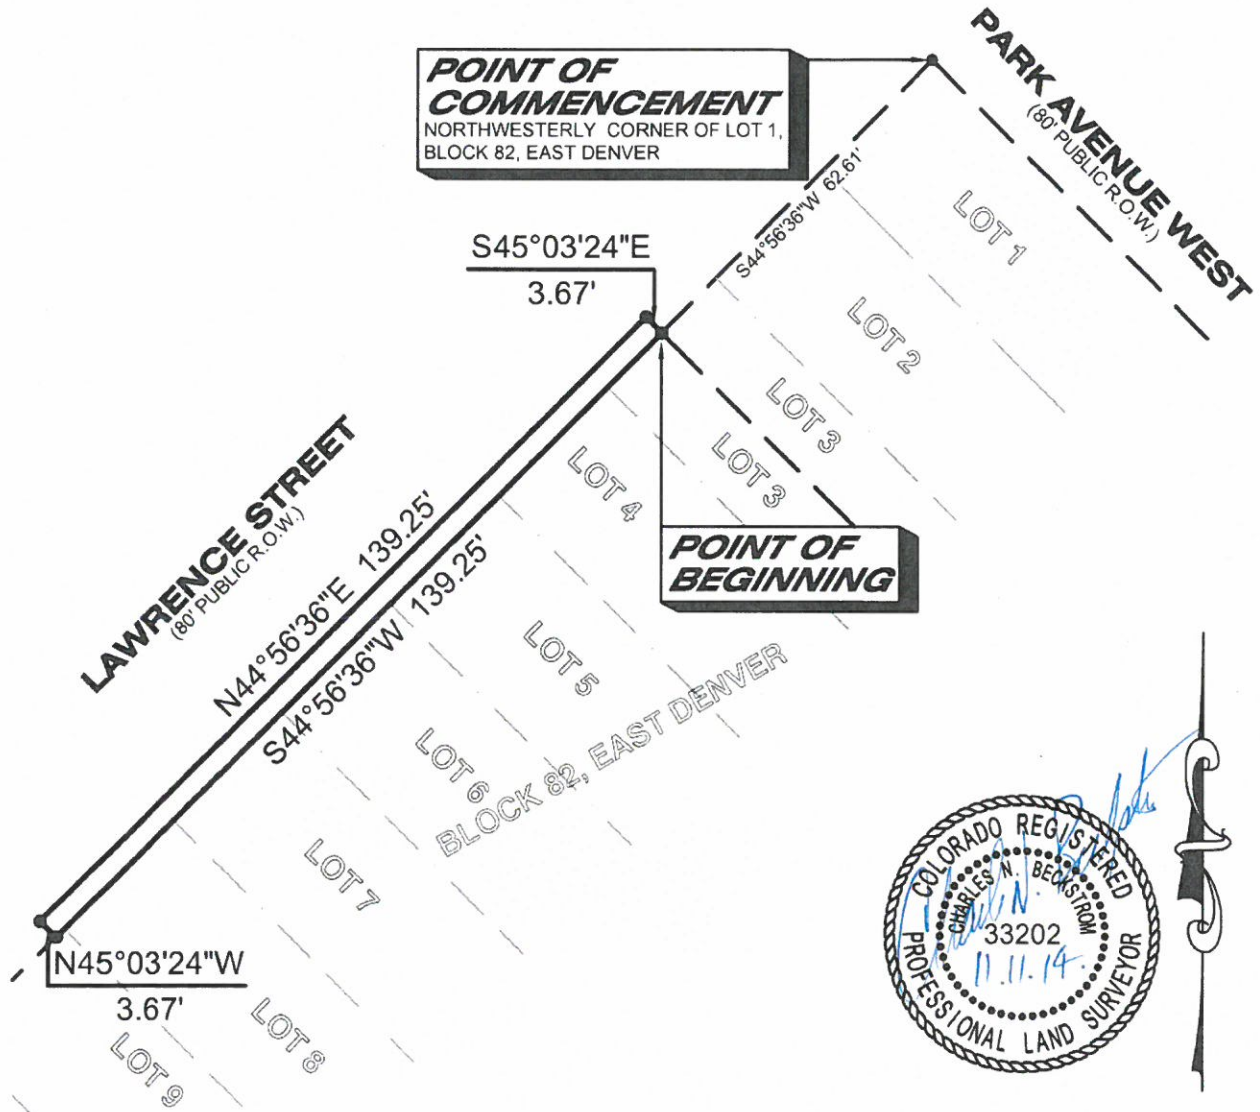 PARK AVENUE WEST
(80' PUBLIC R.O.W.)
POINT OF
COMMENCEMENT
NORTHWESTERLY CORNER OF LOT 1,
BLOCK 82, EAST DENVER
S44°56'36"W 62.61'
LOT 1
S45°03'24"E
3.67'
LOT 2
LOT 3
LOT 3
LOT 4
POINT OF
BEGINNING
LAWRENCE STREET
(80' PUBLIC R.O.W.)
N44°56'36"E 139.25'
S44°56'36"W 139.25'
LOT 5
LOT 6
BLOCK 82, EAST DENVER
LOT 7
N45°03'24"W
3.67'
LOT 8
LOT 9
COLORADO REGISTERED
CHARLES N. BECKSTROM
33202
11.11.14.
PROFESSIONAL LAND SURVEYOR